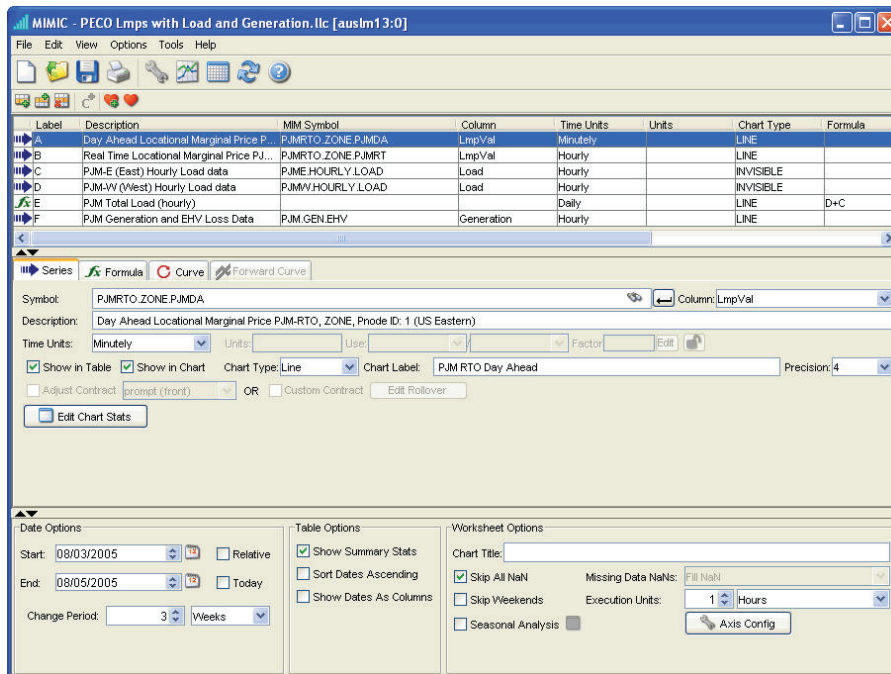 MIMIC - PECO Lmps with Load and Generation.llc [auslm13:0]
File Edit View Options Tools Help
Label Description MIM Symbol Column Time Units Units Chart Type Formula
A Day Ahead Locational Marginal Price P... PJMRTO.ZONE.PJMDA LmpVal Minutely LINE
B Real Time Locational Marginal Price PJ... PJMRTO.ZONE.PJMRT LmpVal Hourly LINE
C PJM-E (East) Hourly Load data PJME.HOURLY.LOAD Load Hourly INVISIBLE
D PJM-W (West) Hourly Load data PJMW.HOURLY.LOAD Load Hourly INVISIBLE
fx E PJM Total Load (hourly) Daily LINE D+C
F PJM Generation and EHV Loss Data PJM.GEN.EHV Generation Hourly LINE
Series fx Formula Curve Forward Curve
Symbol: PJMRTO.ZONE.PJMDA Column: LmpVal
Description: Day Ahead Locational Marginal Price PJM-RTO, ZONE, Pnode ID: 1 (US Eastern)
Time Units: Minutely Units: Use: / Factor Edit
Show in Table Show in Chart Chart Type: Line Chart Label: PJM RTO Day Ahead Precision: 4
Adjust Contract prompt (front) OR Custom Contract Edit Rollover
Edit Chart Stats
Date Options Table Options Worksheet Options
Start: 08/03/2005 12 Relative Show Summary Stats Chart Title:
End: 08/05/2005 12 Today Sort Dates Ascending Skip All NaN Missing Data NaNs: Fill NaN
Change Period: 3 Weeks Show Dates As Columns Skip Weekends Execution Units: 1 Hours
Seasonal Analysis Axis Config